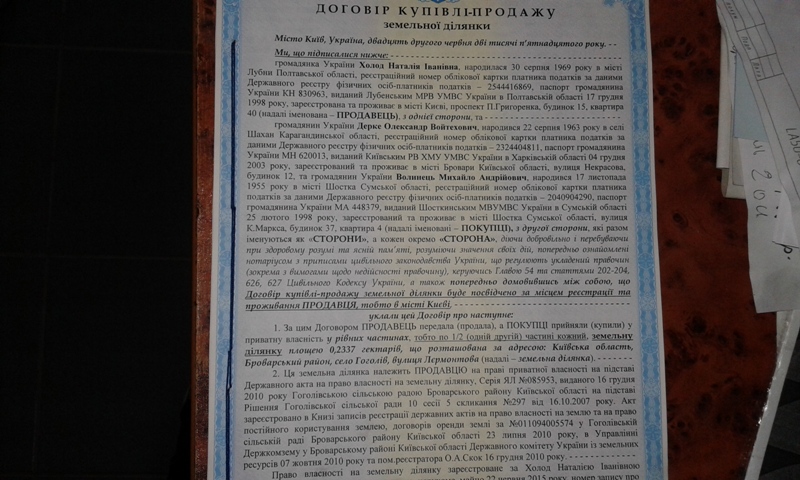 ДОГОВІР КУПІВЛІ-ПРОДАЖУ
земельної ділянки
Місто Київ, Україна, двадцять другого червня дві тисячі п'ятнадцятого року. - -
Ми, що підписалися нижче: - - -
громадянка України Холод Наталія Іванівна, народилася 30 серпня 1969 року в місті
Лубни Полтавської області, реєстраційний номер облікової картки платника податків за даними
Державного реєстру фізичних осіб-платників податків – 2544416869, паспорт громадянина
України КН 830963, виданий Лубенським МРВ УМВС України в Полтавській області 17 грудня
1998 року, зареєстрована та проживає в місті Києві, проспект П.Григоренка, будинок 15, квартира
40 (надалі іменована – ПРОДАВЕЦЬ), з однієї сторони, та - - -
громадянин України Дерке Олександр Войтехович, народився 22 серпня 1963 року в селі
Шахан Карагандинської області, реєстраційний номер облікової картки платника податків за
даними Державного реєстру фізичних осіб-платників податків – 2324404811, паспорт громадянина
України МН 620013, виданий Київським РВ ХМУ УМВС України в Харківській області 04 грудня
2003 року, зареєстрований та проживає в місті Бровари Київської області, вулиця Некрасова,
будинок 12, та громадянин України Волинець Михайло Андрійович, народився 17 листопада
1955 року в місті Шостка Сумської області, реєстраційний номер облікової картки платника
податків за даними Державного реєстру фізичних осіб-платників податків – 2040904290, паспорт
громадянина України МА 448379, виданий Шосткинським МВУМВС України в Сумській області
25 лютого 1998 року, зареєстрований та проживає в місті Шостка Сумської області, вулиця
К.Маркса, будинок 37, квартира 4 (надалі іменовані – ПОКУПЦІ), з другої сторони, які разом
іменуються як «СТОРОНИ», а кожен окремо «СТОРОНА», діючи добровільно і перебуваючи
при здоровому розумі та ясній пам'яті, розуміючи значення своїх дій, попередньо ознайомлені
нотаріусом з приписами цивільного законодавства України, що регулюють укладений правочин
(зокрема з вимогами щодо недійсності правочину), керуючись Главою 54 та статтями 202-204,
626, 627 Цивільного Кодексу України, а також попередньо домовившись між собою, що
Договір купівлі-продажу земельної ділянки буде посвідчено за місцем реєстрації та
проживання ПРОДАВЦЯ, тобто в місті Києві,
уклали цей Договір про наступне:
1. За цим Договором ПРОДАВЕЦЬ передала (продала), а ПОКУПЦІ прийняли (купили) у
приватну власність у рівних частинах, тобто по 1/2 (одній другій) частині кожний, земельну
ділянку площею 0,2337 гектарів, що розташована за адресою: Київська область,
Броварський район, село Гоголів, вулиця Лєрмонтова (надалі – земельна ділянка). - - -
2. Ця земельна ділянка належить ПРОДАВЦЮ на праві приватної власності на підставі
Державного акта на право власності на земельну ділянку, Серія ЯЛ №085953, виданого 16 грудня
2010 року Гоголівською сільською радою Броварського району Київської області на підставі
Рішення Гоголівської сільської ради 10 сесії 5 скликання №297 від 16.10.2007 року. Акт
зареєстровано в Книзі записів реєстрації державних актів на право власності на землю та на право
постійного користування землею, договорів оренди землі за №011094005574 у Гоголівській
сільській раді Броварського району Київської області 23 липня 2010 року, в Управлінні
Держкомзему у Броварському районі Київської області Державного комітету України із земельних
ресурсів 07 жовтня 2010 року та пом.реєстратора О.А.Скок 16 грудня 2010 року.
Право власності на земельну ділянку зареєстроване за Холод Наталією Іванівною
22 червня 2015 року, номер запису про